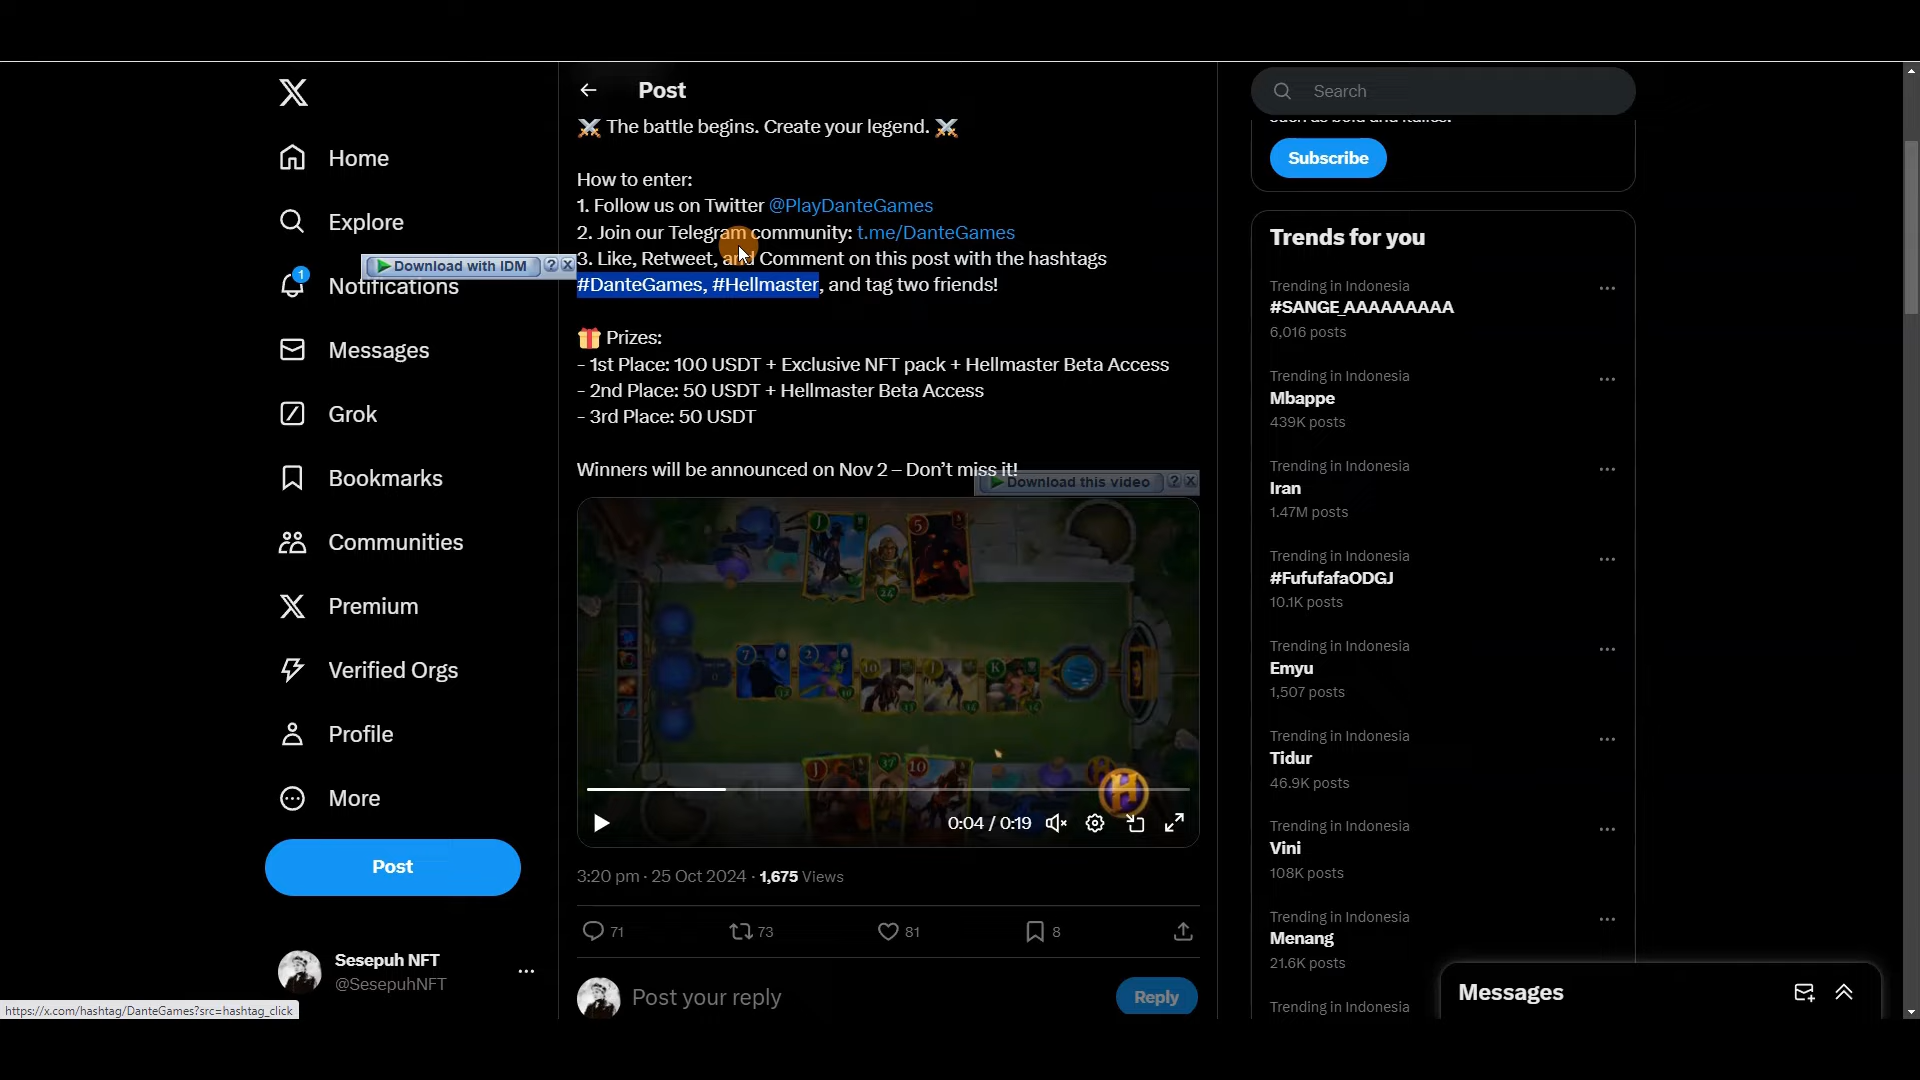 Home
Explore
Notifications
1
Messages
Grok
Bookmarks
Communities
Premium
Verified Orgs
Profile
More
Post
Sesepuh NFT
@SesepuhNFT
https://x.com/hashtag/DanteGames?src=hashtag_click
Download with IDM
Post
⚔️ The battle begins. Create your legend. ⚔️
How to enter:
1. Follow us on Twitter @PlayDanteGames
2. Join our Telegram community: t.me/DanteGames
3. Like, Retweet, and Comment on this post with the hashtags
#DanteGames, #Hellmaster, and tag two friends!
🎁 Prizes:
- 1st Place: 100 USDT + Exclusive NFT pack + Hellmaster Beta Access
- 2nd Place: 50 USDT + Hellmaster Beta Access
- 3rd Place: 50 USDT
Winners will be announced on Nov 2 – Don’t miss it!
Download this video
0:04 / 0:19
3:20 pm · 25 Oct 2024 · 1,675 Views
71
73
81
8
Post your reply
Reply
Search
such as bold and italics.
Subscribe
Trends for you
Trending in Indonesia
#SANGE_AAAAAAAAA
6,016 posts
Trending in Indonesia
Mbappe
439K posts
Trending in Indonesia
Iran
1.47M posts
Trending in Indonesia
#FufufafaODGJ
10.1K posts
Trending in Indonesia
Emyu
1,507 posts
Trending in Indonesia
Tidur
46.9K posts
Trending in Indonesia
Vini
108K posts
Trending in Indonesia
Menang
21.6K posts
Trending in Indonesia
Messages